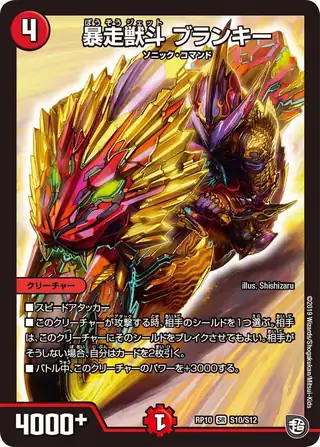 4
ぼうそうジェット
暴走獣斗 ブランキー
ソニック・コマンド
©2019 Wizards/Shogakukan/Mitsui-Kids
illus. Shishizaru
クリーチャー
■スピードアタッカー
■このクリーチャーが攻撃する時、相手のシールドを1つ選ぶ。相手
は、このクリーチャーにそのシールドをブレイクさせてもよい。相手が
そうしない場合、自分はカードを2枚引く。
■バトル中、このクリーチャーのパワーを+3000する。
4000+
1
RP10 SR S10/S12
超